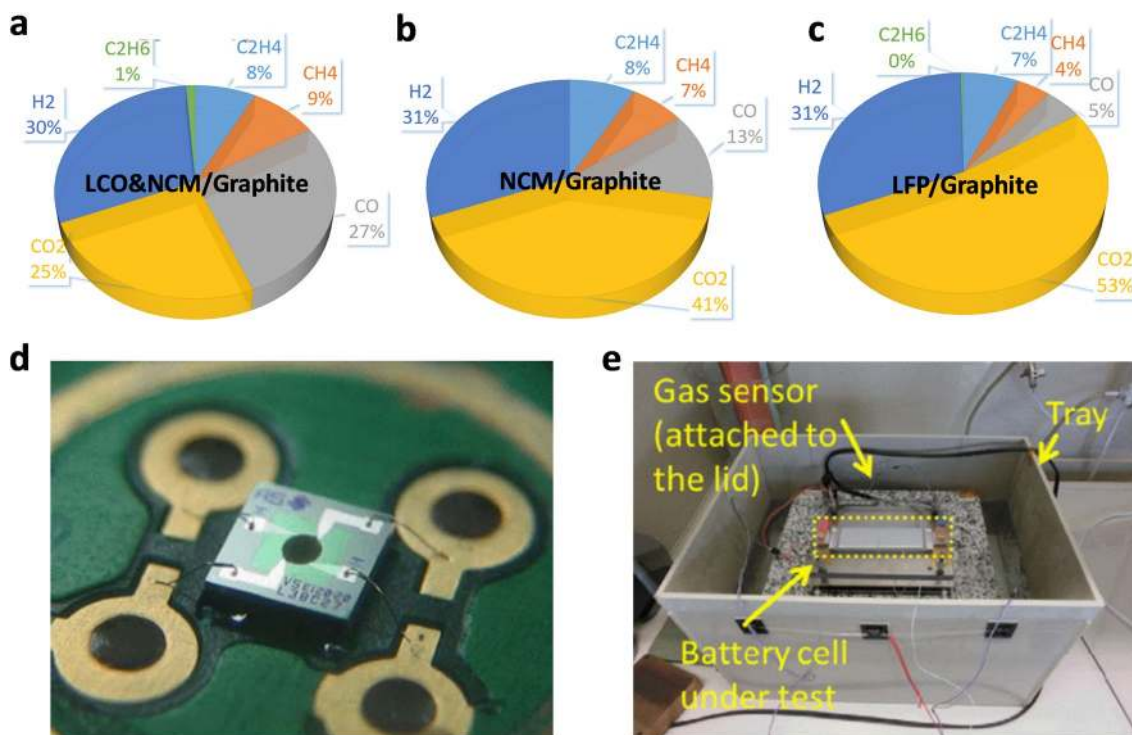 a
C2H6
1%
C2H4
8%
CH4
9%
H2
30%
LCO&NCM/Graphite
CO
27%
CO2
25%
b
C2H4
8%
CH4
7%
H2
31%
CO
13%
NCM/Graphite
CO2
41%
c
C2H6
0%
C2H4
7%
CH4
4%
H2
31%
CO
5%
LFP/Graphite
CO2
53%
d
e
Gas sensor
(attached to
the lid)
Tray
Battery cell
under test